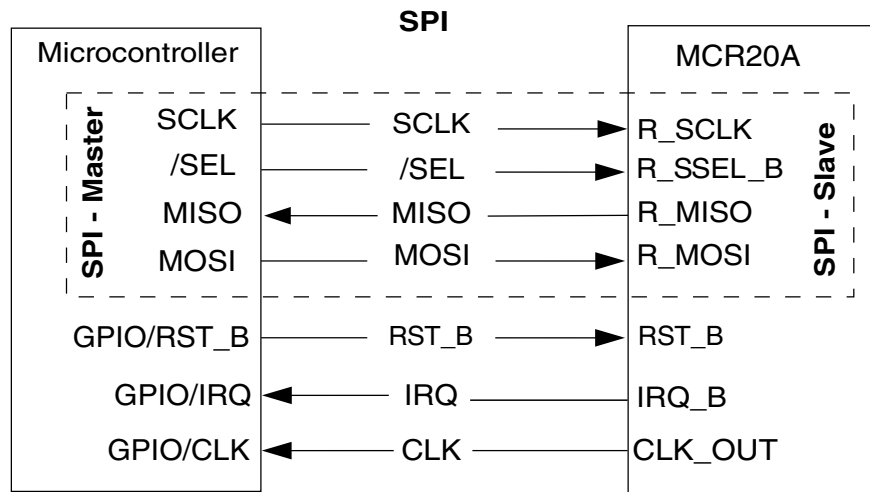 SPI
Microcontroller
MCR20A
SPI - Master
SPI - Slave
SCLK SCLK R_SCLK
/SEL /SEL R_SSEL_B
MISO MISO R_MISO
MOSI MOSI R_MOSI
GPIO/RST_B RST_B RST_B
GPIO/IRQ IRQ IRQ_B
GPIO/CLK CLK CLK_OUT